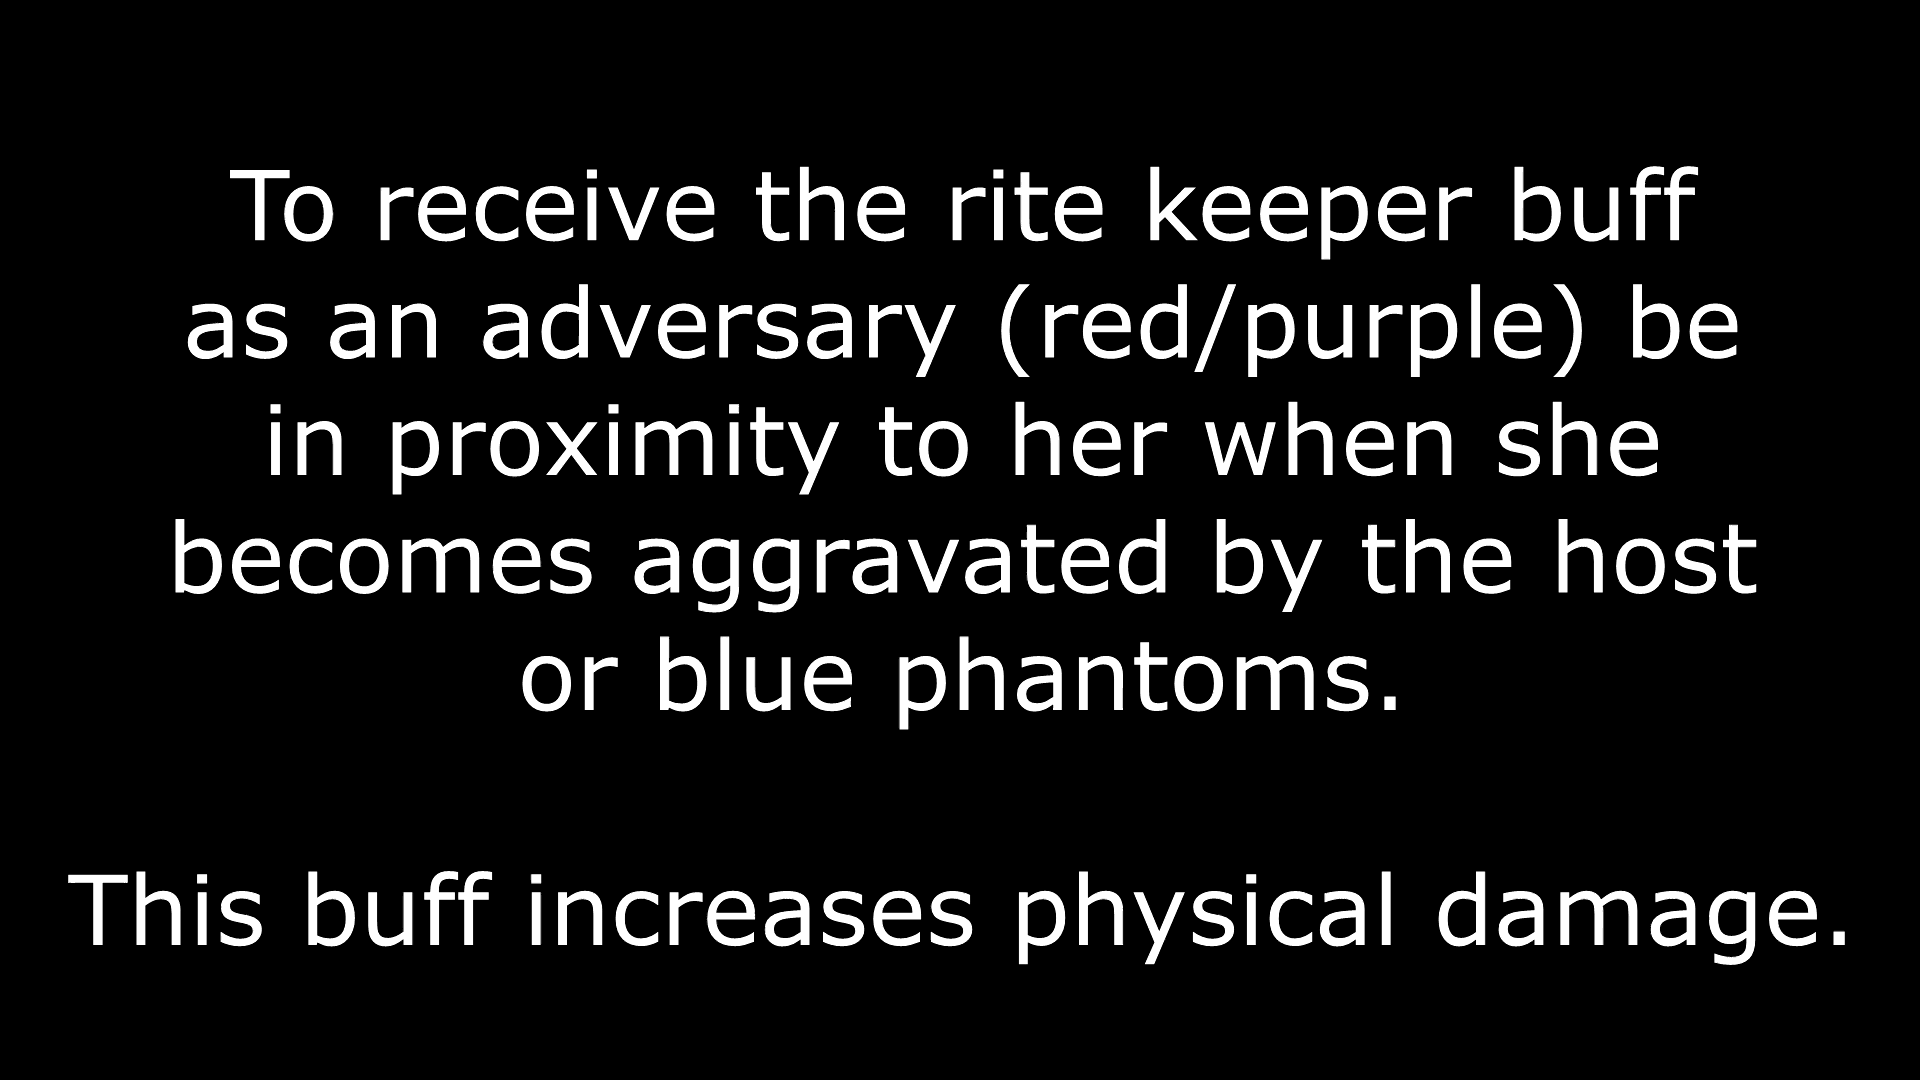 To receive the rite keeper buff
as an adversary (red/purple) be
in proximity to her when she
becomes aggravated by the host
or blue phantoms.
This buff increases physical damage.